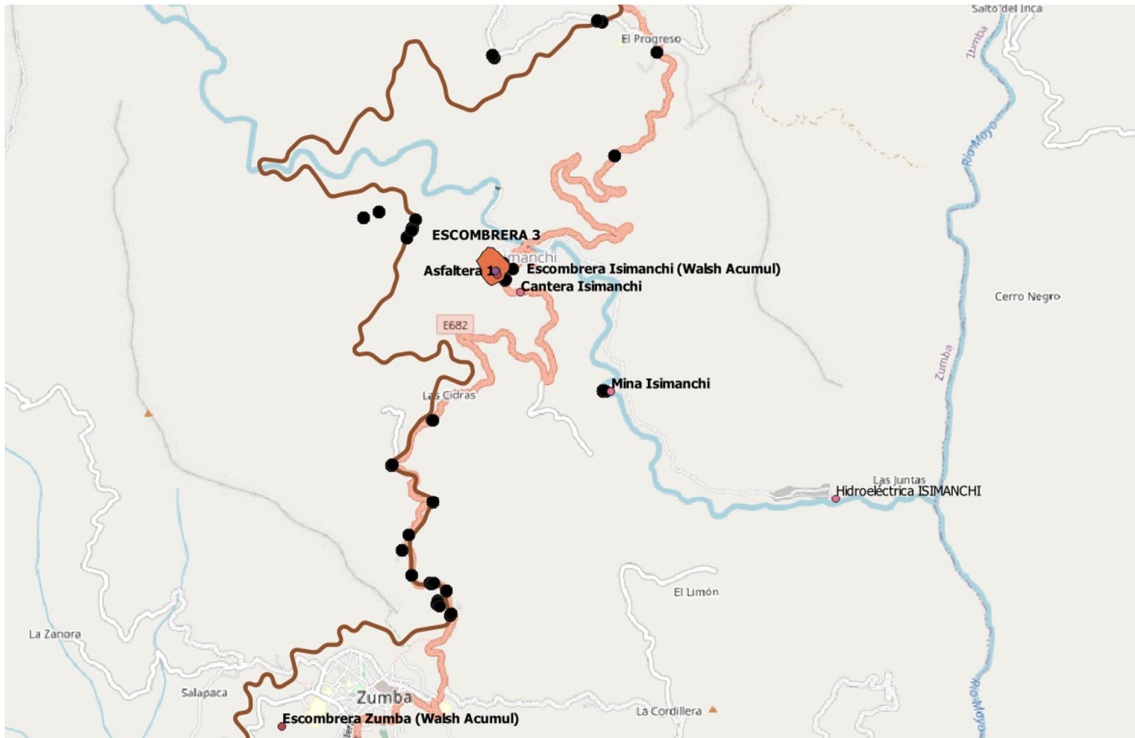 Salto del Inca
El Progreso
Zumba
Río Mayo
ESCOMBRERA 3
Asfaltera 1
Escombrera Isimanchi (Walsh Acumul)
Cantera Isimanchi
Cerro Negro
E682
Zumba
Mina Isimanchi
Las Cidras
Las Juntas
Hidroeléctrica ISIMANCHI
El Limón
La Zanora
Salapaca
Zumba
Río Mayo
La Cordillera
Escombrera Zumba (Walsh Acumul)